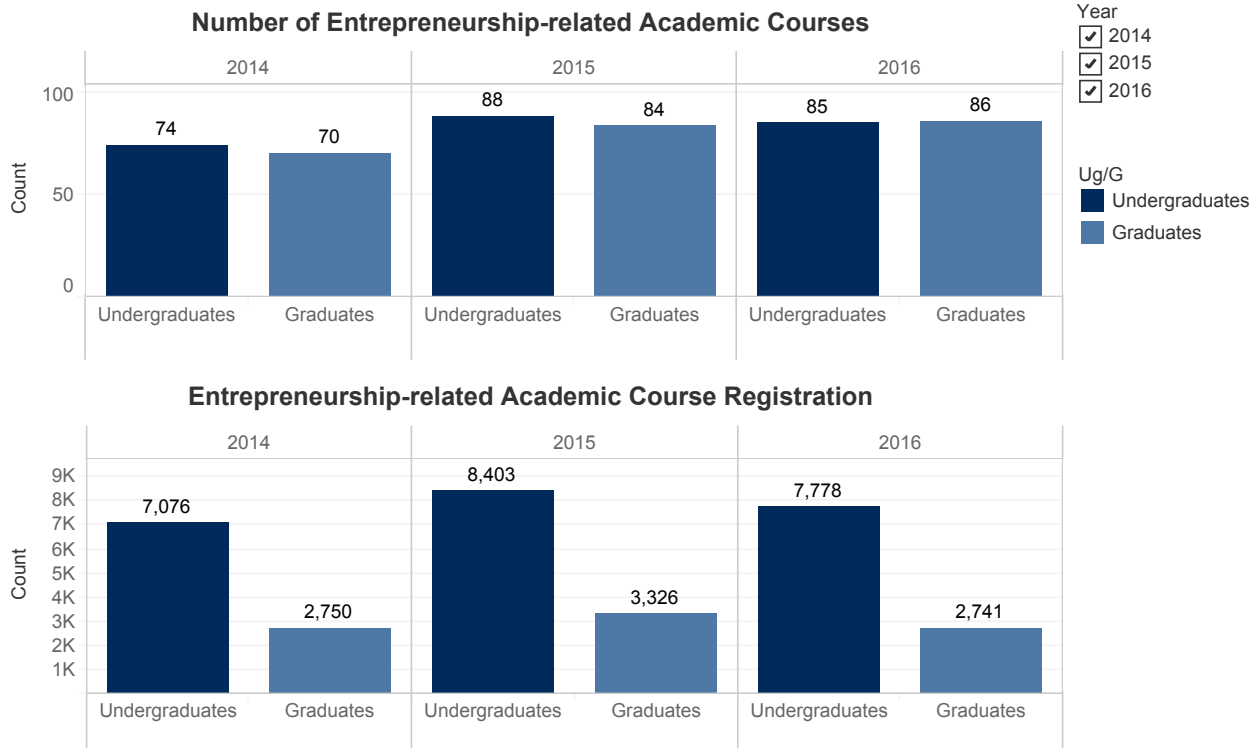 Number of Entrepreneurship-related Academic Courses
Year
2014
2015
2016
2014
2015
2016
100
50
0
Count
74
70
88
84
85
86
Ug/G
Undergraduates
Graduates
Undergraduates
Graduates
Undergraduates
Graduates
Undergraduates
Graduates
Entrepreneurship-related Academic Course Registration
2014
2015
2016
9K
8K
7K
6K
5K
4K
3K
2K
1K
Count
7,076
2,750
8,403
3,326
7,778
2,741
Undergraduates
Graduates
Undergraduates
Graduates
Undergraduates
Graduates